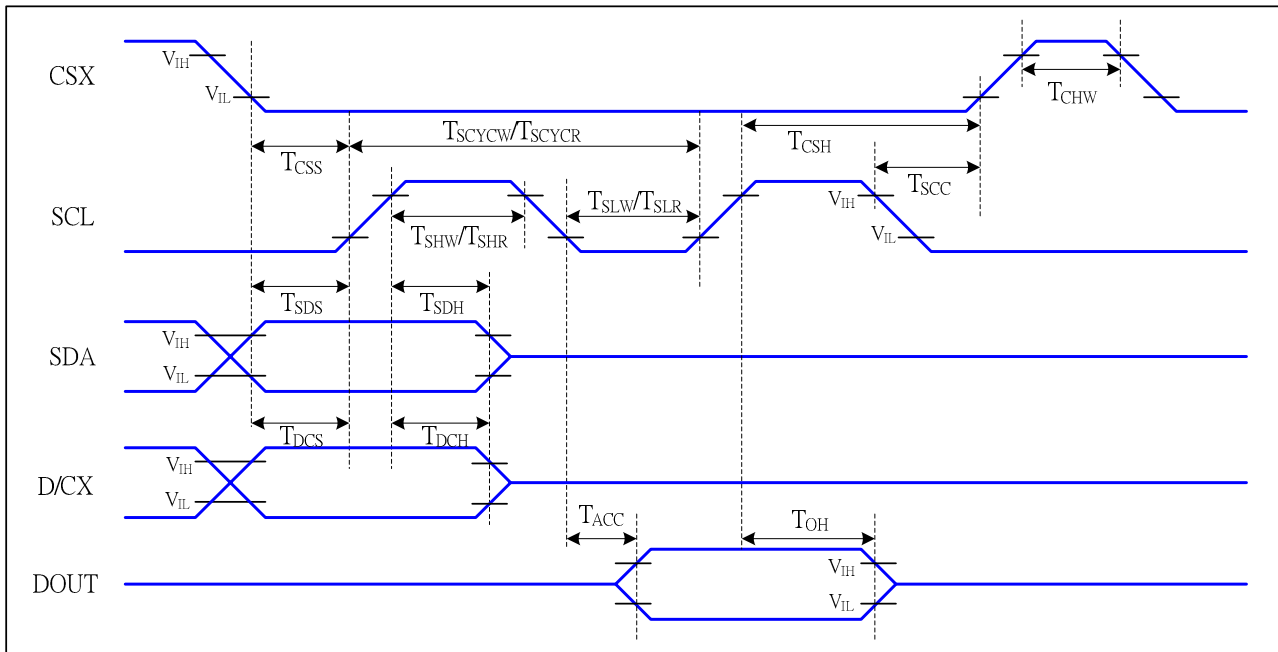 CSX
VIH
VIL
TCHW
TSCYCW/TSCYCR
TCSS
TCSH
TSCC
SCL
TSLW/TSLR
VIH
TSHW/TSHR
VIL
TSDS
TSDH
SDA
VIH
VIL
TDCS
TDCH
D/CX
VIH
VIL
TACC
TOH
DOUT
VIH
VIL